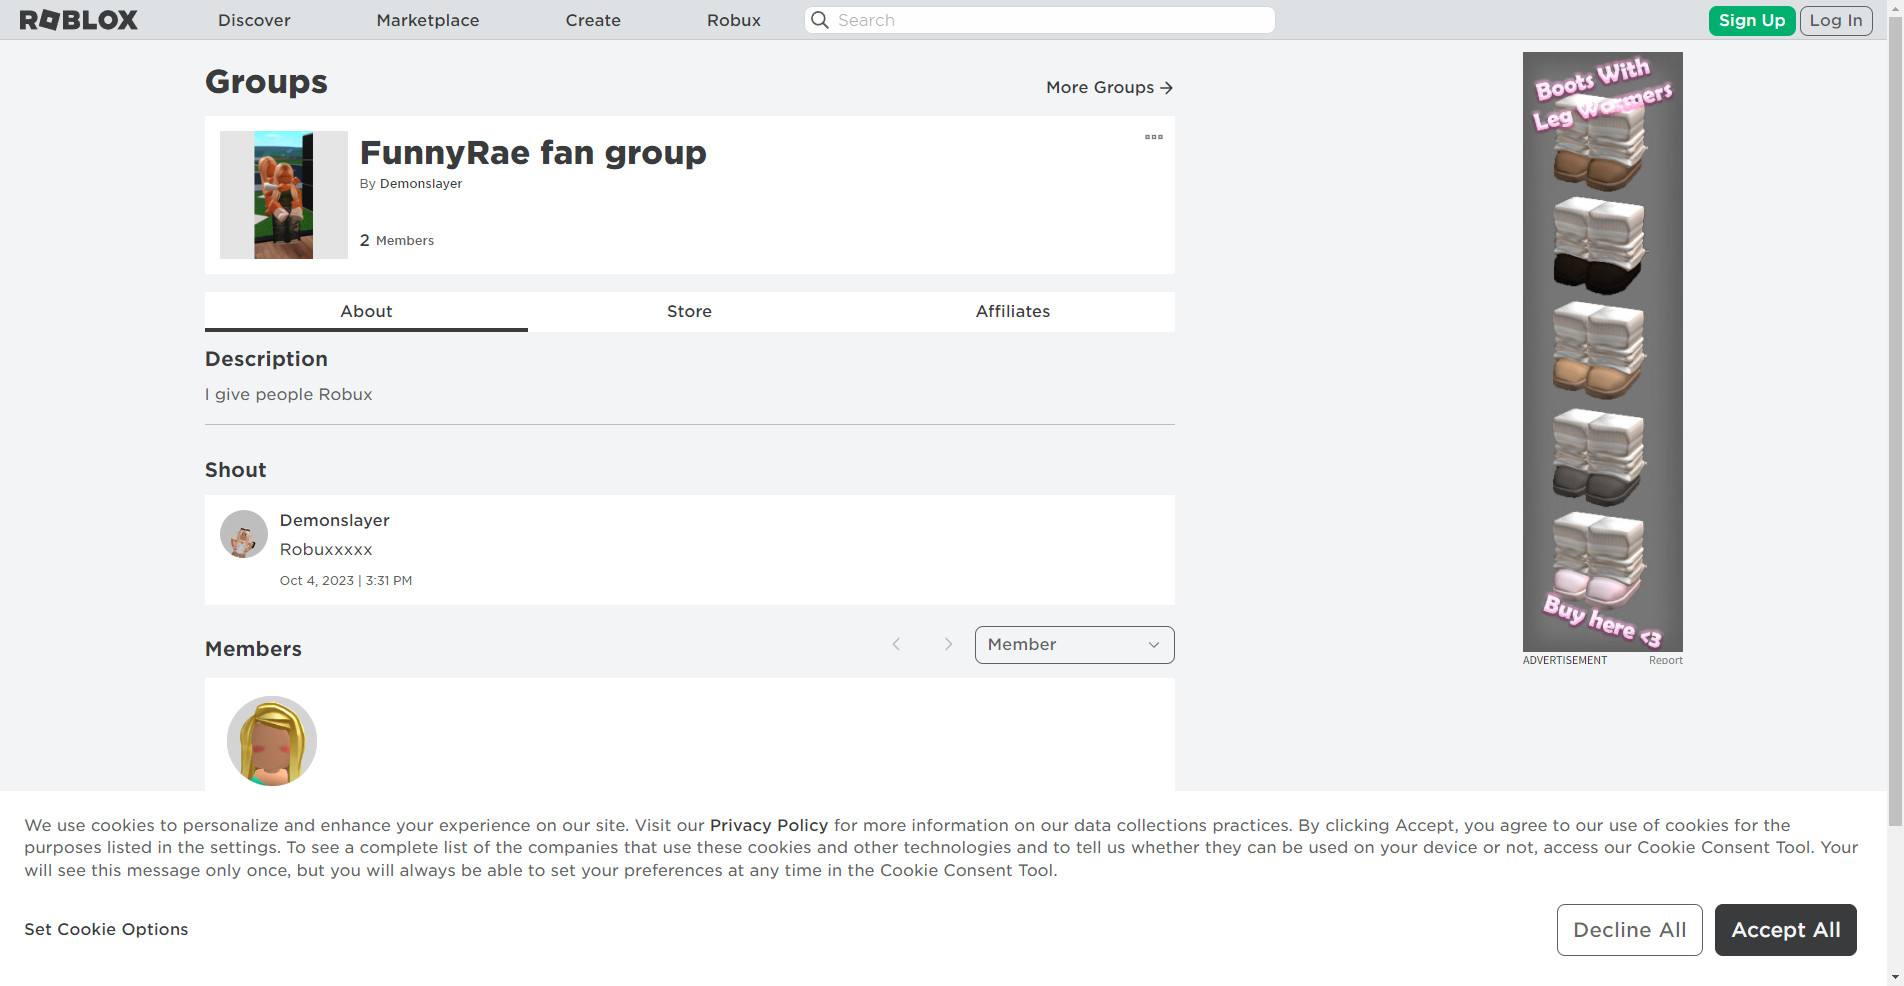 ROBLOX
Discover
Marketplace
Create
Robux
Search
Sign Up
Log In
Groups
More Groups
FunnyRae fan group
By Demonslayer
2 Members
About
Store
Affiliates
Description
I give people Robux
Shout
Demonslayer
Robuxxxxx
Oct 4, 2023 | 3:31 PM
Members
Member
Boots With
Leg Warmers
Buy here <3
ADVERTISEMENT
Report
We use cookies to personalize and enhance your experience on our site. Visit our Privacy Policy for more information on our data collections practices. By clicking Accept, you agree to our use of cookies for the
purposes listed in the settings. To see a complete list of the companies that use these cookies and other technologies and to tell us whether they can be used on your device or not, access our Cookie Consent Tool. Your
will see this message only once, but you will always be able to set your preferences at any time in the Cookie Consent Tool.
Set Cookie Options
Decline All
Accept All